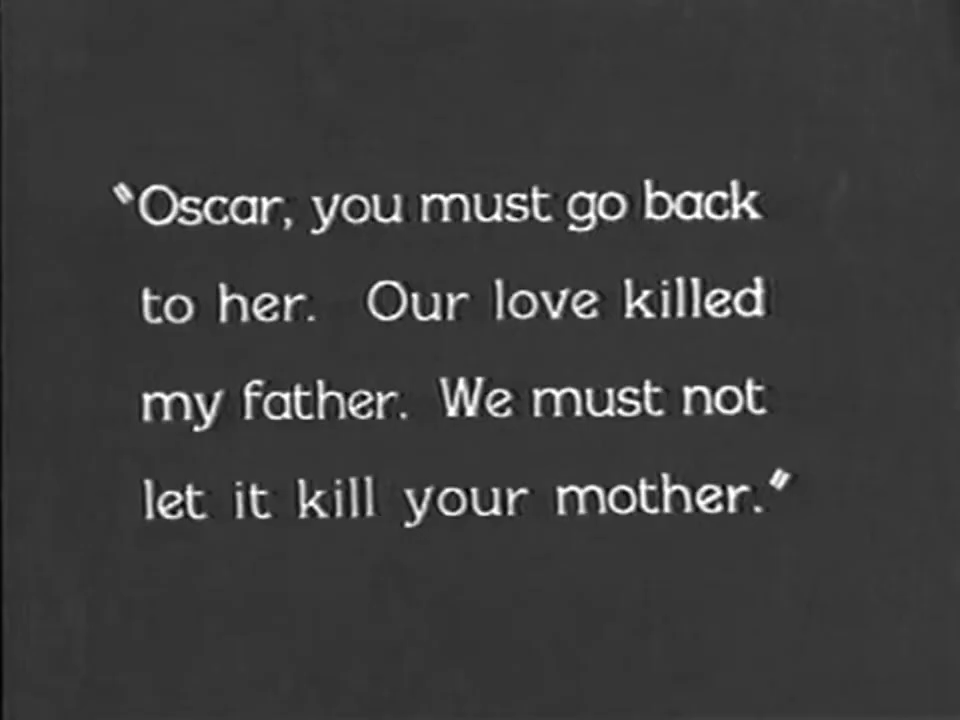 "Oscar, you must go back
to her. Our love killed
my father. We must not
let it kill your mother."